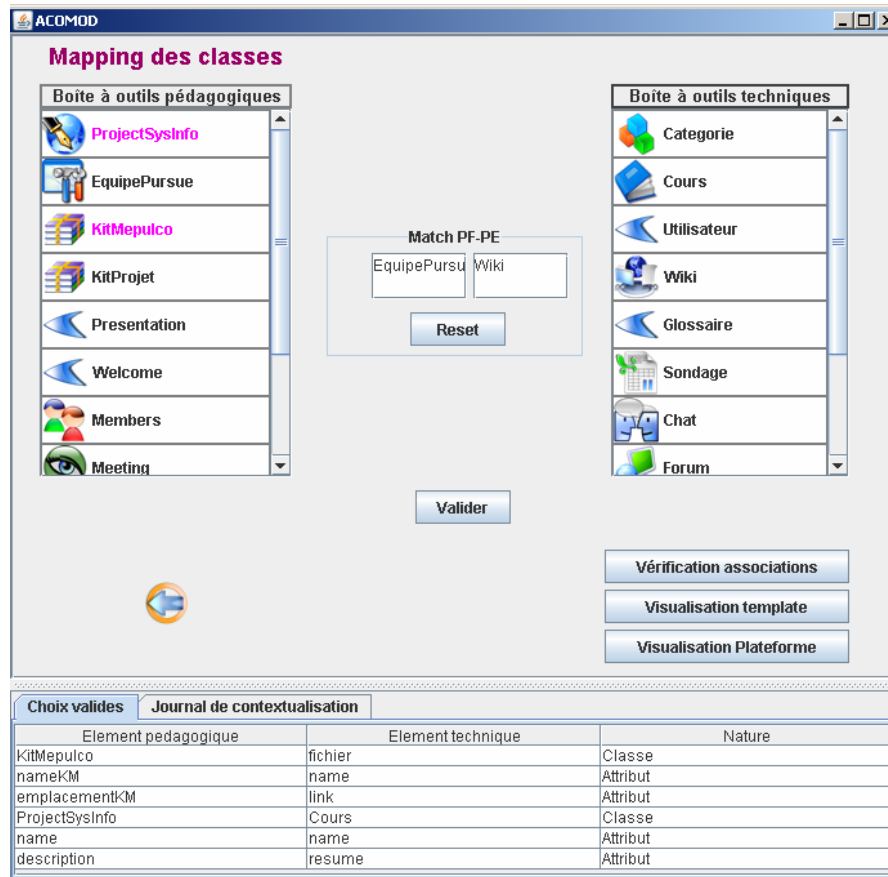 ACOMOD
Mapping des classes
Boîte à outils pédagogiques
ProjectSysInfo
EquipePursue
KitMepulco
KitProjet
Presentation
Welcome
Members
Meeting
Match PF-PE
EquipePursu Wiki
Reset
Valider
Boîte à outils techniques
Categorie
Cours
Utilisateur
Wiki
Glossaire
Sondage
Chat
Forum
Vérification associations
Visualisation template
Visualisation Plateforme
Choix valides Journal de contextualisation
Element pedagogique Element technique Nature
KitMepulco fichier Classe
nameKM name Attribut
emplacementKM link Attribut
ProjectSysInfo Cours Classe
name name Attribut
description resume Attribut